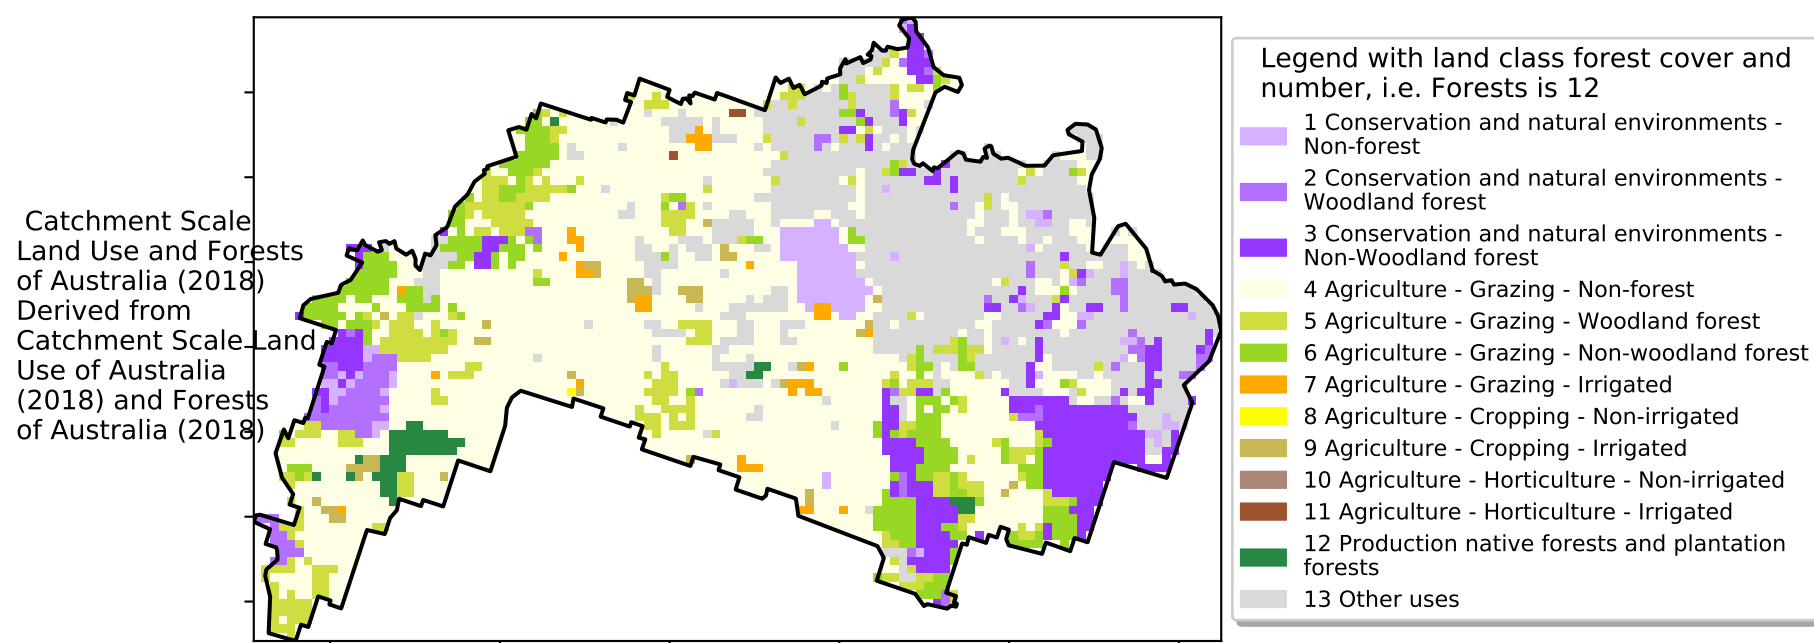 Catchment Scale
Land Use and Forests
of Australia (2018)
Derived from
Catchment Scale Land
Use of Australia
(2018) and Forests
of Australia (2018)
Legend with land class forest cover and
number, i.e. Forests is 12
1 Conservation and natural environments -
Non-forest
2 Conservation and natural environments -
Woodland forest
3 Conservation and natural environments -
Non-Woodland forest
4 Agriculture - Grazing - Non-forest
5 Agriculture - Grazing - Woodland forest
6 Agriculture - Grazing - Non-woodland forest
7 Agriculture - Grazing - Irrigated
8 Agriculture - Cropping - Non-irrigated
9 Agriculture - Cropping - Irrigated
10 Agriculture - Horticulture - Non-irrigated
11 Agriculture - Horticulture - Irrigated
12 Production native forests and plantation
forests
13 Other uses